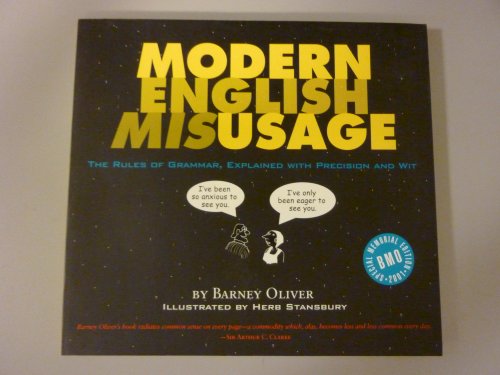 MODERN
ENGLISH
MISUSAGE
THE RULES OF GRAMMAR, EXPLAINED WITH PRECISION AND WIT
I've been
so anxious to
see you.
I've only
been eager to
see you.
SPECIAL MEMORIAL EDITION · 2001 ·
BMO
BY BARNEY OLIVER
ILLUSTRATED BY HERB STANSBURY
Barney Oliver's book radiates common sense on every page—a commodity which, alas, becomes less and less common every day.
—SIR ARTHUR C. CLARKE